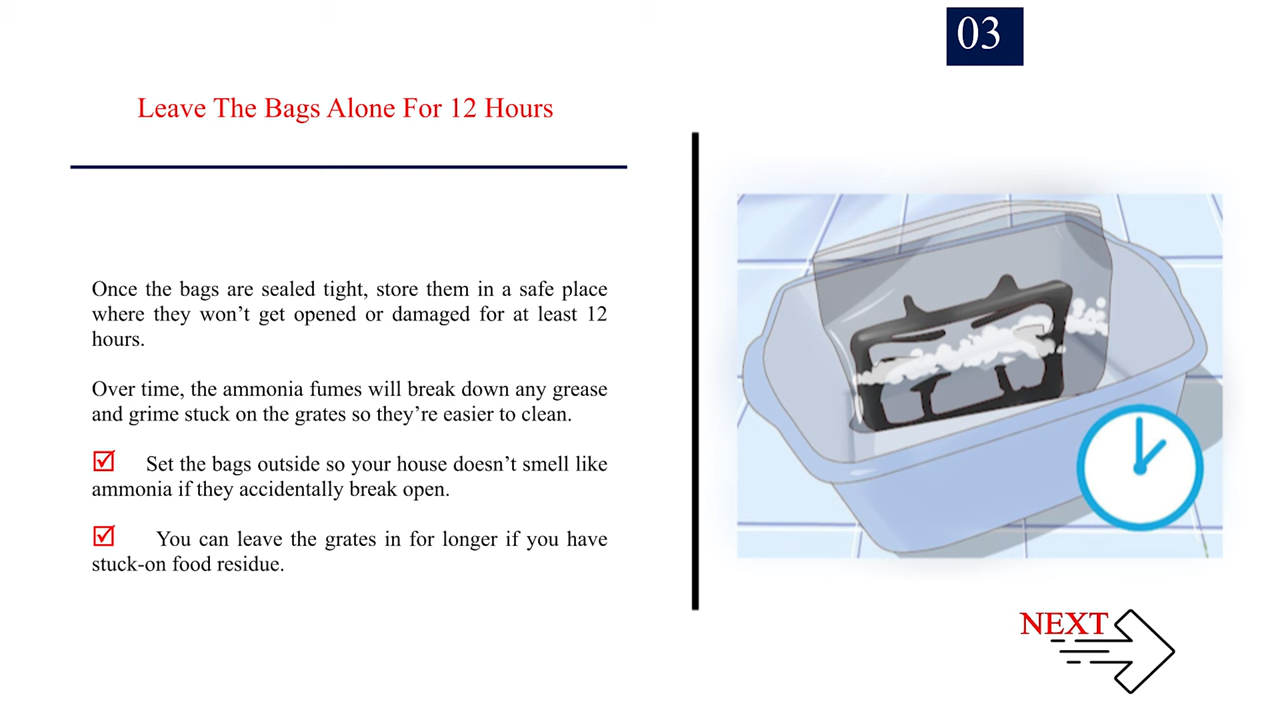 03
Leave The Bags Alone For 12 Hours
Once the bags are sealed tight, store them in a safe place
where they won’t get opened or damaged for at least 12
hours.
Over time, the ammonia fumes will break down any grease
and grime stuck on the grates so they’re easier to clean.
Set the bags outside so your house doesn’t smell like
ammonia if they accidentally break open.
You can leave the grates in for longer if you have
stuck-on food residue.
NEXT